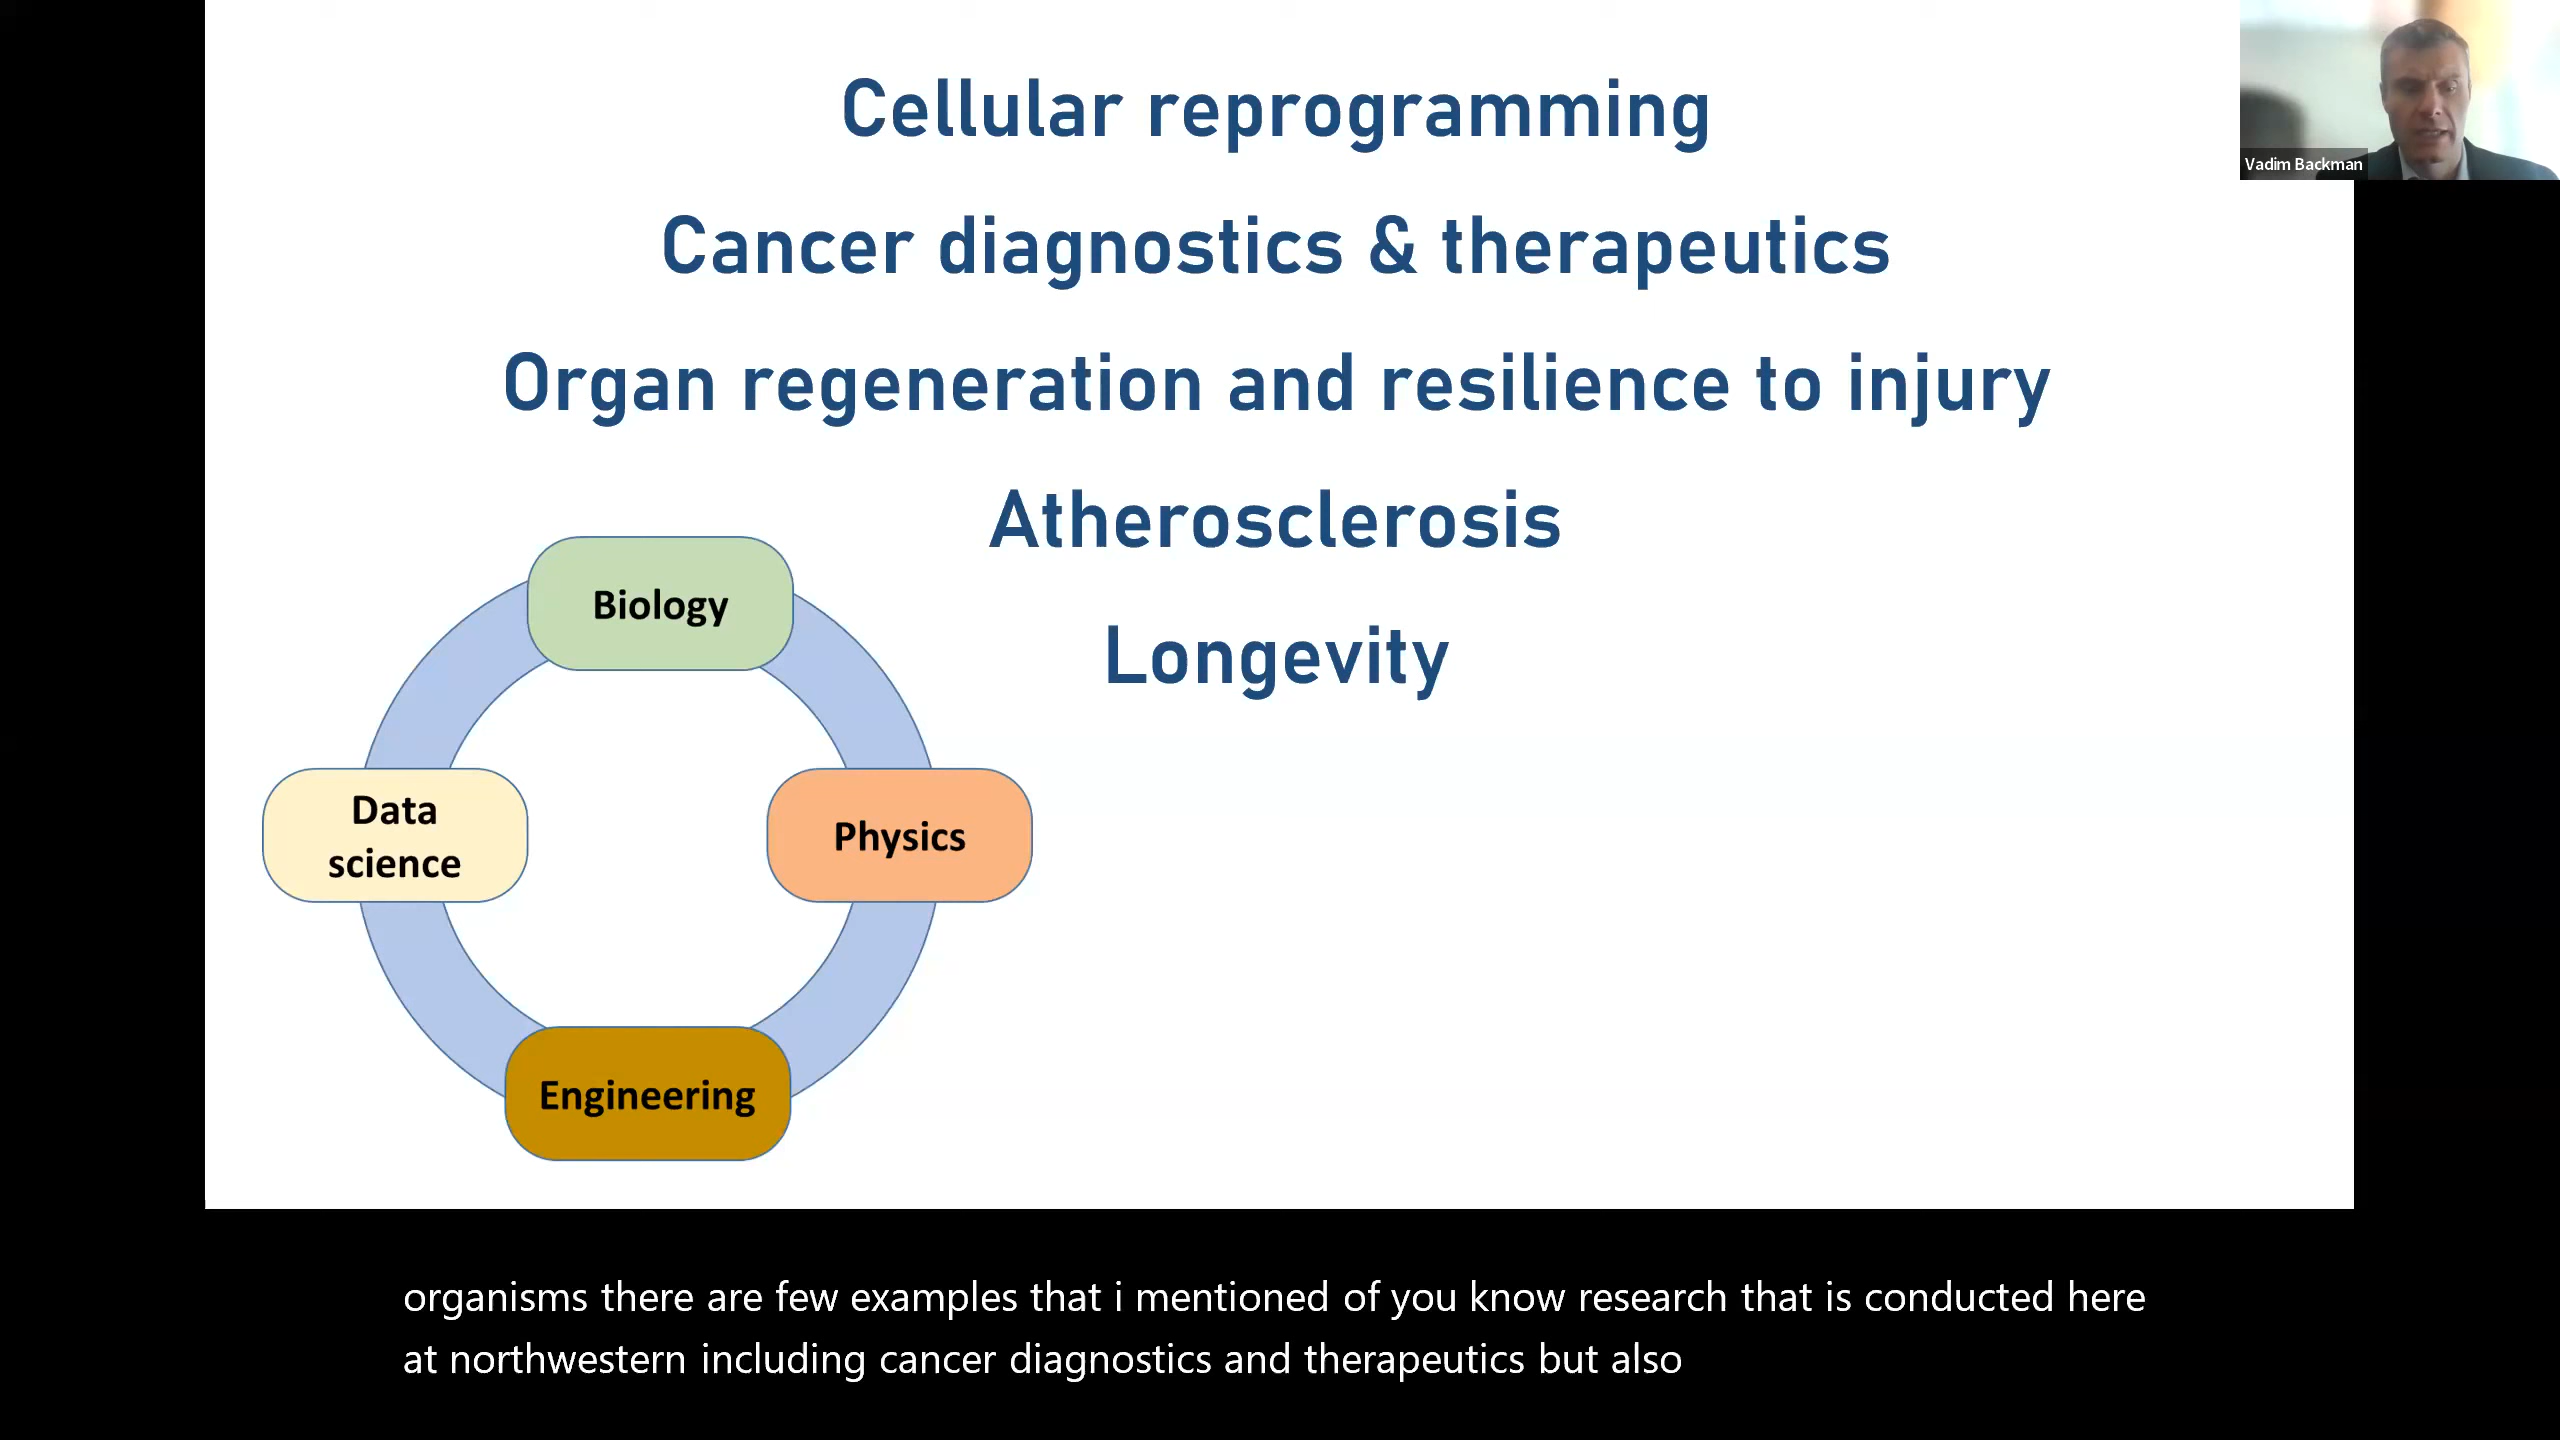 Cellular reprogramming
Vadim Backman
Cancer diagnostics & therapeutics
Organ regeneration and resilience to injury
Atherosclerosis
Longevity
Biology
Data
science
Physics
Engineering
organisms there are few examples that i mentioned of you know research that is conducted here
at northwestern including cancer diagnostics and therapeutics but also